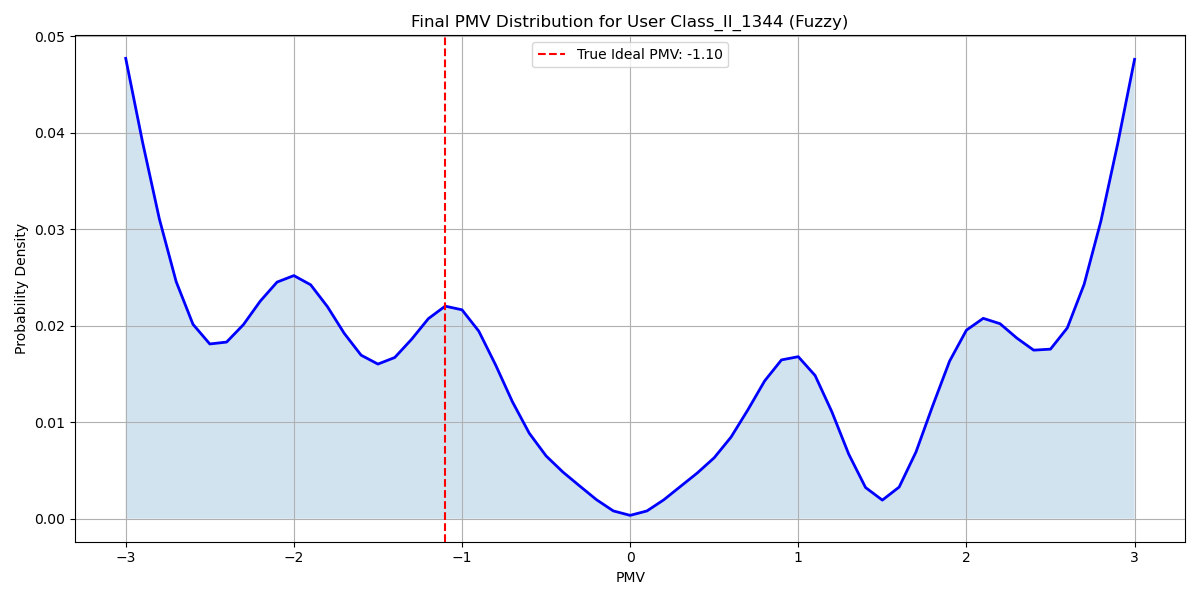 Final PMV Distribution for User Class_II_1344 (Fuzzy)
True Ideal PMV: -1.10
Probability Density
0.05
0.04
0.03
0.02
0.01
0.00
−3 −2 −1 0 1 2 3
PMV